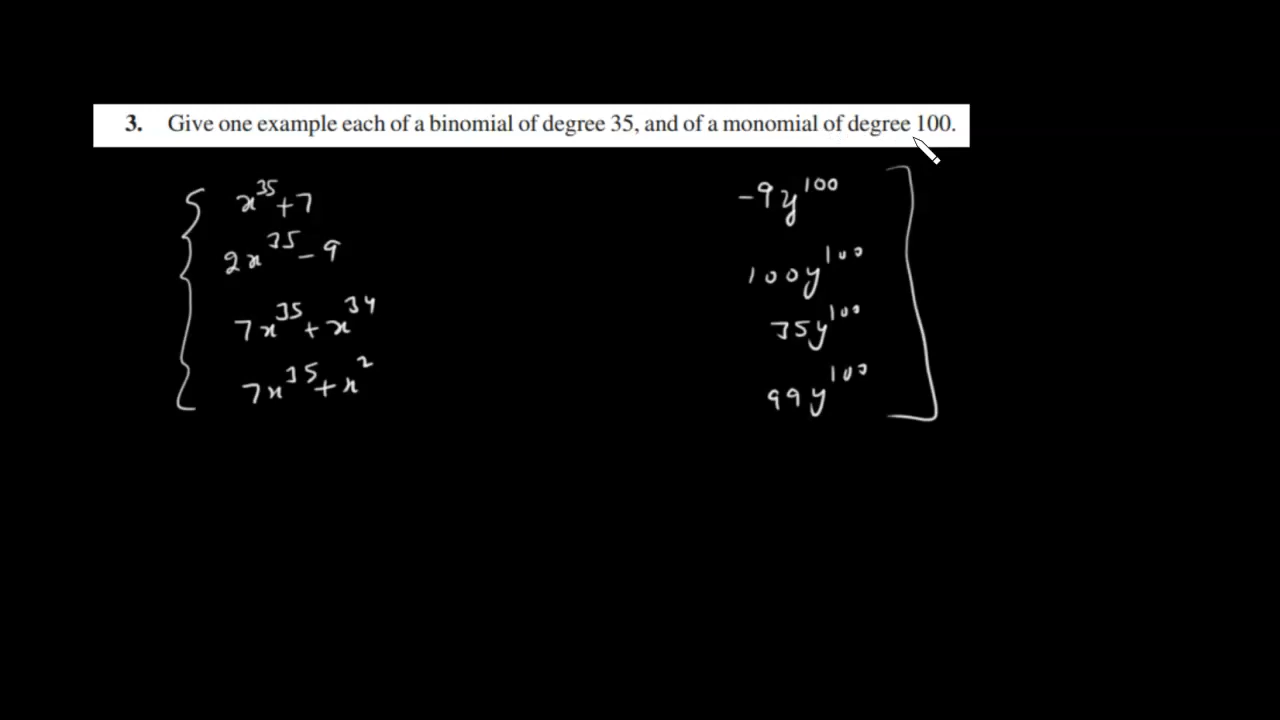 3. Give one example each of a binomial of degree 35, and of a monomial of degree 100.
x^35 + 7
2x^35 - 9
7x^35 + x^34
7x^35 + x^2
-9y^100
100y^100
35y^100
99y^100